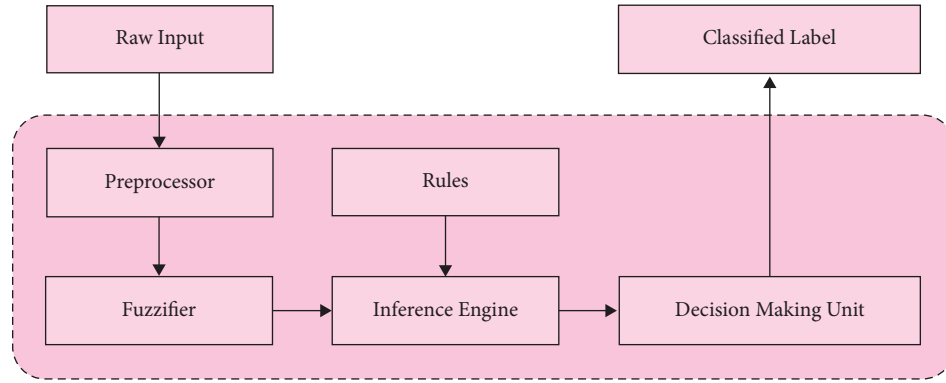 Raw Input
Classified Label
Preprocessor
Rules
Fuzzifier
Inference Engine
Decision Making Unit